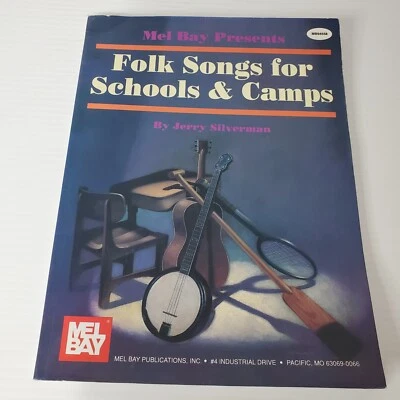 Mel Bay Presents
Folk Songs for
Schools & Camps
By Jerry Silverman
MEL
BAY
MEL BAY PUBLICATIONS, INC • #4 INDUSTRIAL DRIVE • PACIFIC, MO 63069-0066